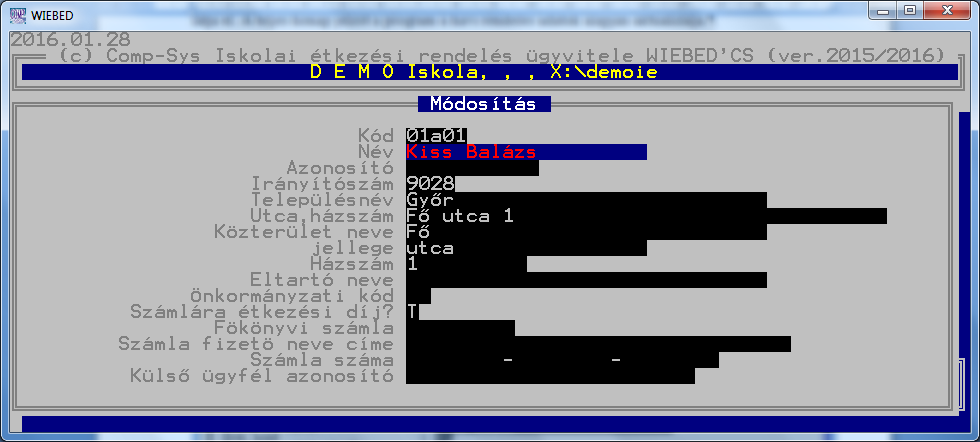 WIEBED
2016.01.28
(c) Comp-Sys Iskolai étkezési rendelés ügyvitele WIEBED'CS (ver.2015/2016)
D E M O Iskola, , , X:\demoie
Módosítás
Kód 01a01
Név Kiss Balázs
Azonosító
Irányítószám 9028
Településnév Győr
Utca,házszám Fő utca 1
Közterület neve Fő
jellege utca
Házszám 1
Eltartó neve
Önkormányzati kód
Számlára étkezési díj? T
Fökönyvi számla
Számla fizetö neve címe
Számla száma - -
Külső ügyfél azonosító